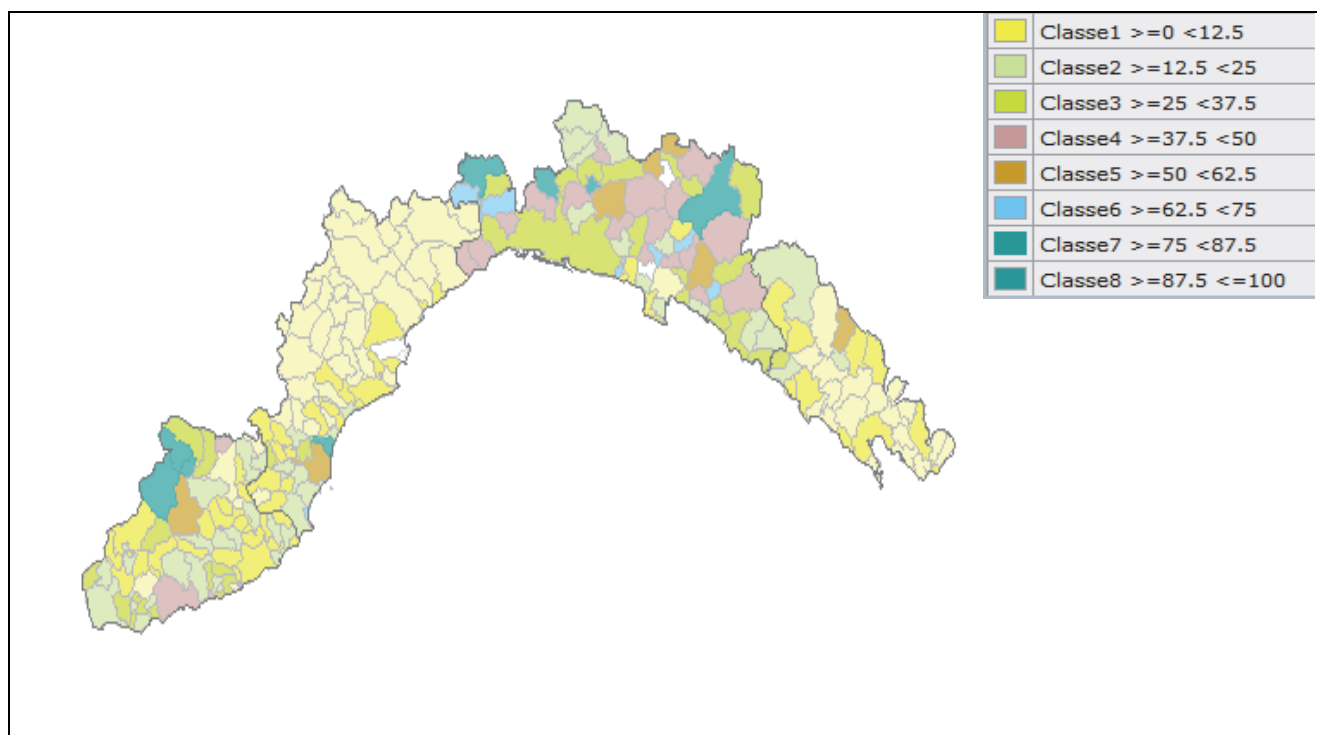 Classe1 >=0 <12.5
Classe2 >=12.5 <25
Classe3 >=25 <37.5
Classe4 >=37.5 <50
Classe5 >=50 <62.5
Classe6 >=62.5 <75
Classe7 >=75 <87.5
Classe8 >=87.5 <=100